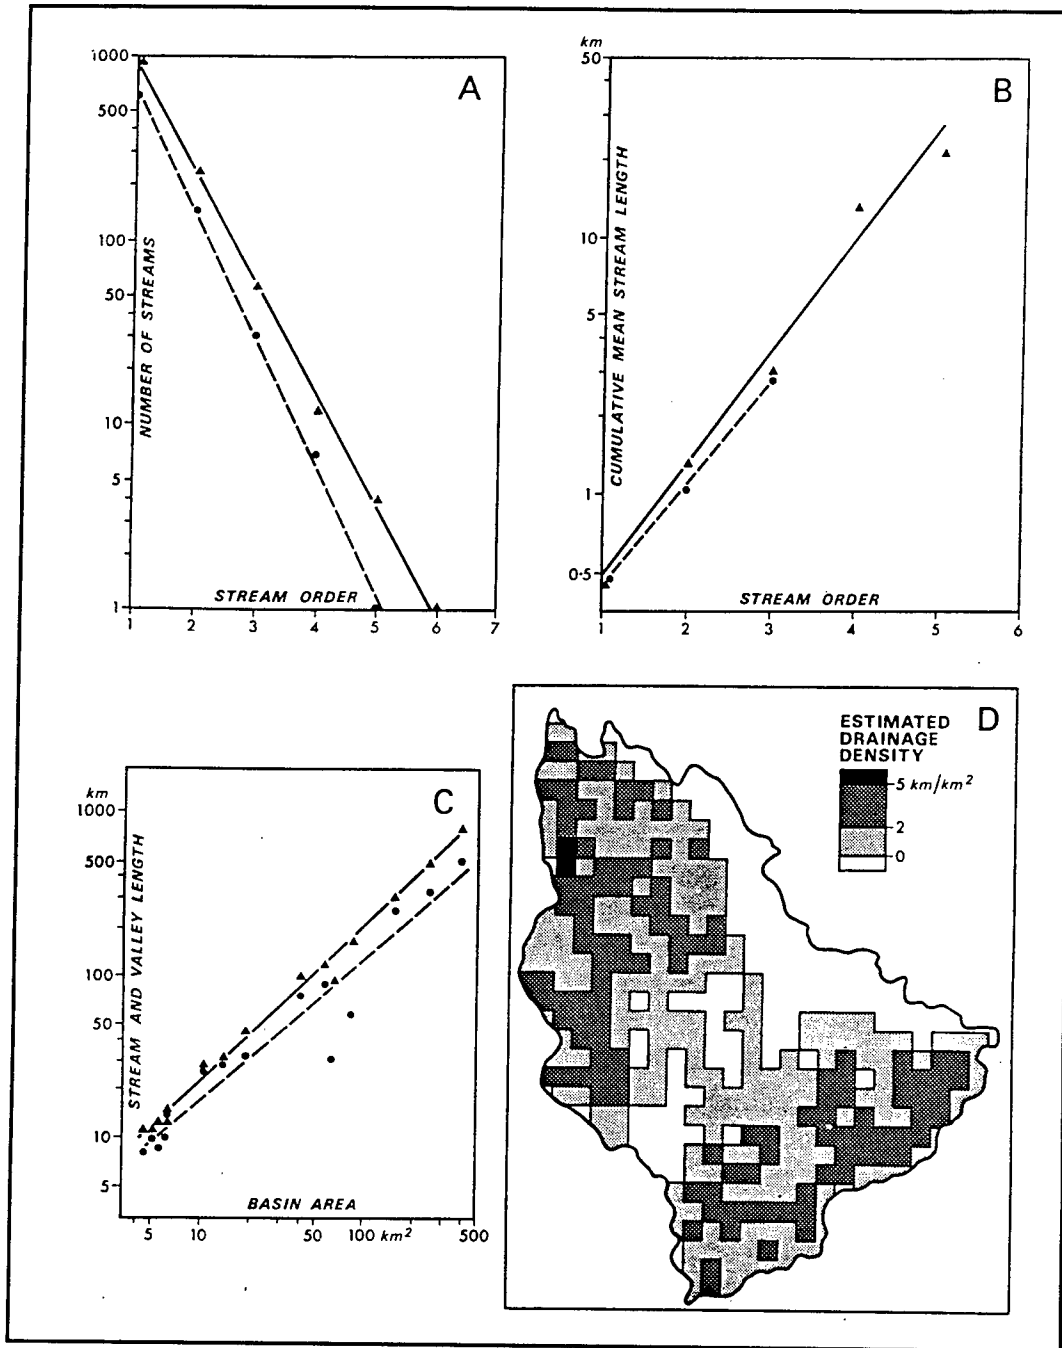 A
1000
500
100
50
10
5
1
1 2 3 4 5 6 7
NUMBER OF STREAMS
STREAM ORDER
B
km
50
10
5
1
0·5
1 2 3 4 5 6
CUMULATIVE MEAN STREAM LENGTH
STREAM ORDER
C
km
1000
500
100
50
10
5
STREAM AND VALLEY LENGTH
BASIN AREA
5 10 50 100 km² 500
D
ESTIMATED
DRAINAGE
DENSITY
5 km/km²
2
0